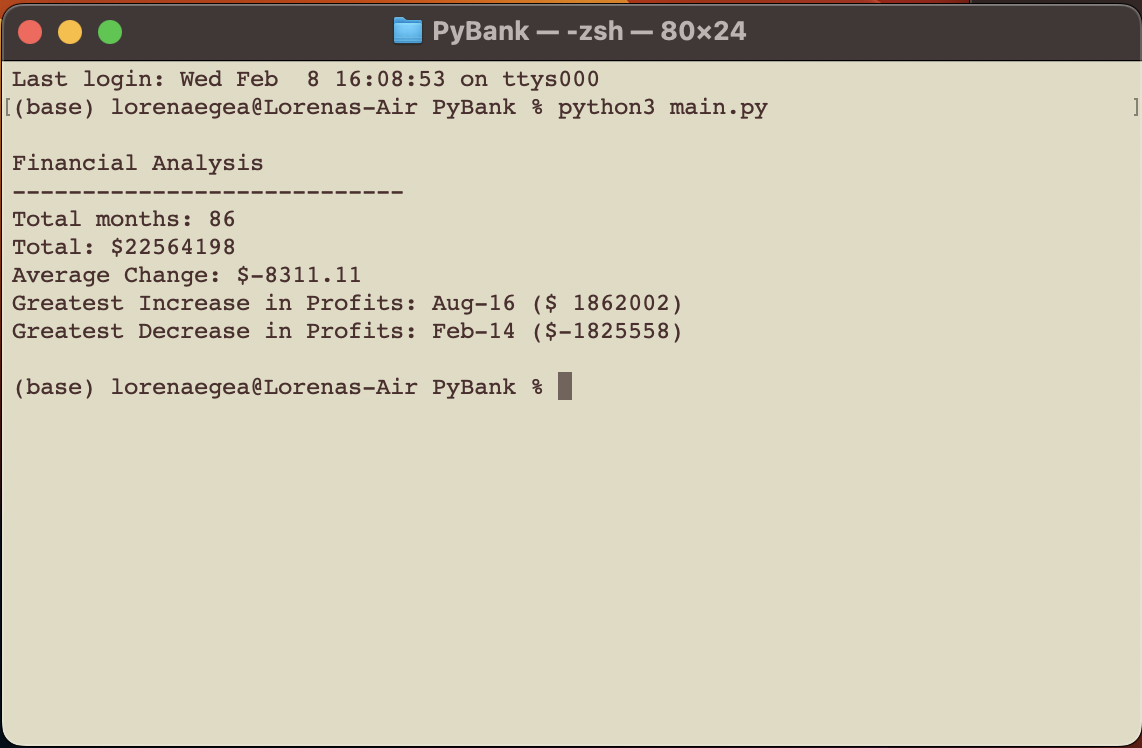 PyBank — -zsh — 80×24
Last login: Wed Feb  8 16:08:53 on ttys000
[(base) lorenaegea@Lorenas-Air PyBank % python3 main.py ]
Financial Analysis
----------------------------
Total months: 86
Total: $22564198
Average Change: $-8311.11
Greatest Increase in Profits: Aug-16 ($ 1862002)
Greatest Decrease in Profits: Feb-14 ($-1825558)
(base) lorenaegea@Lorenas-Air PyBank %